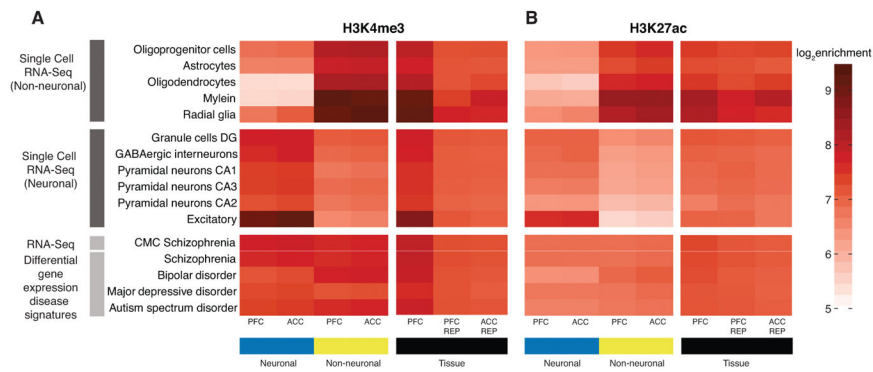 A
B
H3K4me3
H3K27ac
log2enrichment
9
8
7
6
5
Single Cell
RNA-Seq
(Non-neuronal)
Oligoprogenitor cells
Astrocytes
Oligodendrocytes
Mylein
Radial glia
Single Cell
RNA-Seq
(Neuronal)
Granule cells DG
GABAergic interneurons
Pyramidal neurons CA1
Pyramidal neurons CA3
Pyramidal neurons CA2
Excitatory
RNA-Seq
Differential
gene
expression
disease
signatures
CMC Schizophrenia
Schizophrenia
Bipolar disorder
Major depressive disorder
Autism spectrum disorder
PFC ACC PFC ACC PFC PFC REP ACC REP
PFC ACC PFC ACC PFC PFC REP ACC REP
Neuronal Non-neuronal Tissue
Neuronal Non-neuronal Tissue